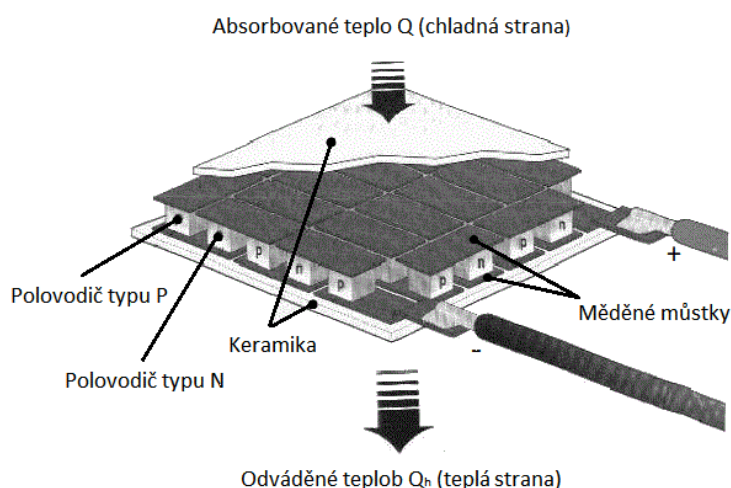 Absorbované teplo Q (chladná strana)
p n p p n p n
+
Polovodič typu P
Měděné můstky
Keramika
-
Polovodič typu N
Odváděné teplob Qₕ (teplá strana)